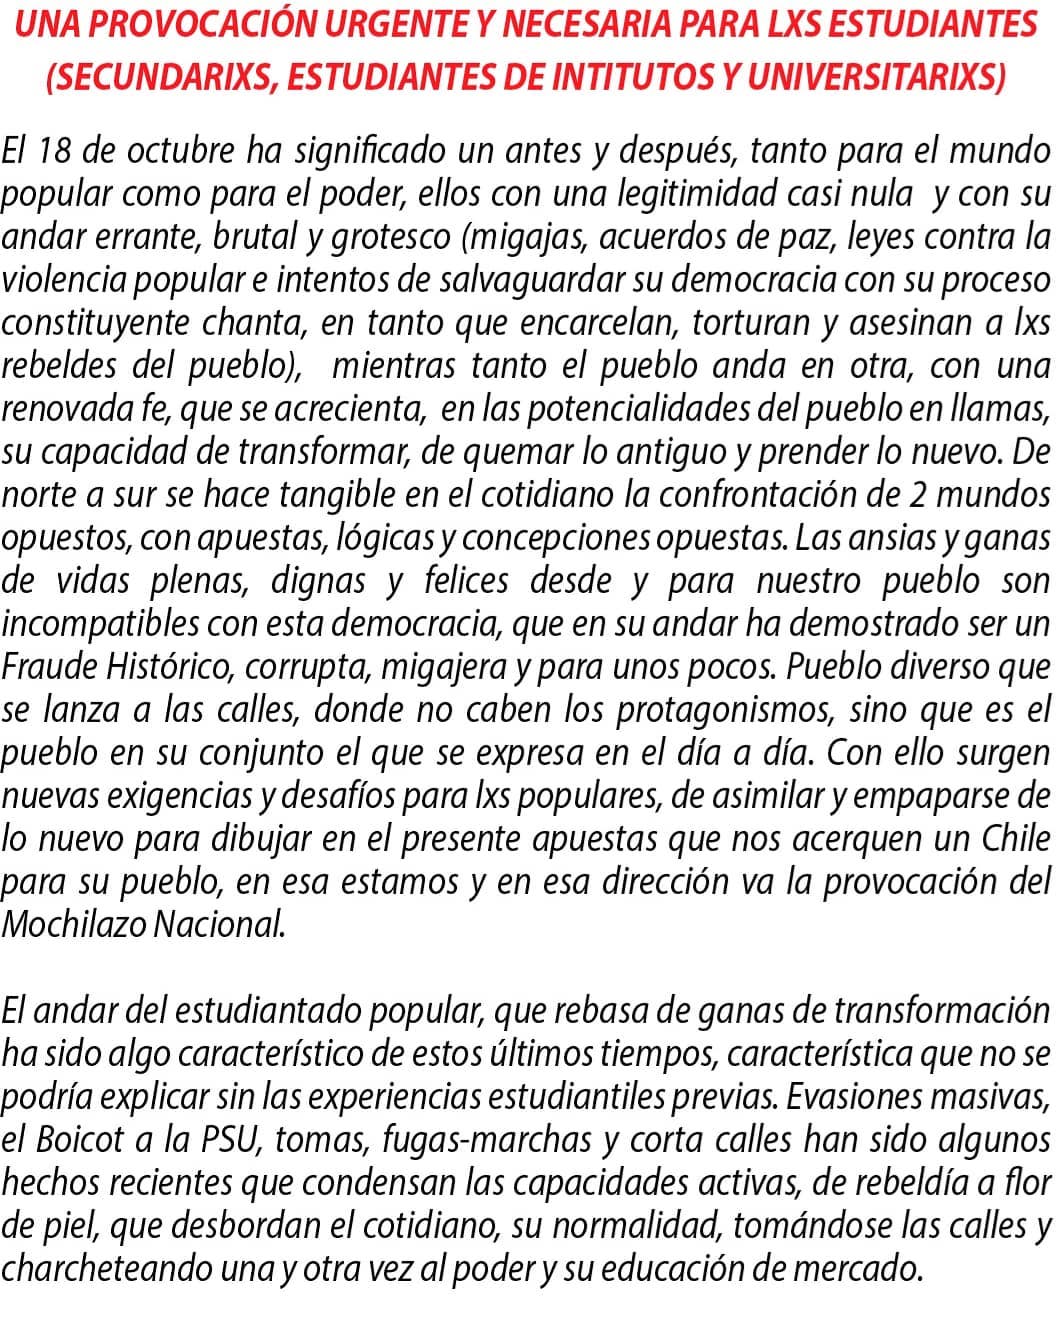 UNA PROVOCACIÓN URGENTE Y NECESARIA PARA LXS ESTUDIANTES
(SECUNDARIXS, ESTUDIANTES DE INTITUTOS Y UNIVERSITARIXS)
El 18 de octubre ha significado un antes y después, tanto para el mundo
popular como para el poder, ellos con una legitimidad casi nula y con su
andar errante, brutal y grotesco (migajas, acuerdos de paz, leyes contra la
violencia popular e intentos de salvaguardar su democracia con su proceso
constituyente chanta, en tanto que encarcelan, torturan y asesinan a lxs
rebeldes del pueblo), mientras tanto el pueblo anda en otra, con una
renovada fe, que se acrecienta, en las potencialidades del pueblo en llamas,
su capacidad de transformar, de quemar lo antiguo y prender lo nuevo. De
norte a sur se hace tangible en el cotidiano la confrontación de 2 mundos
opuestos, con apuestas, lógicas y concepciones opuestas. Las ansias y ganas
de vidas plenas, dignas y felices desde y para nuestro pueblo son
incompatibles con esta democracia, que en su andar ha demostrado ser un
Fraude Histórico, corrupta, migajera y para unos pocos. Pueblo diverso que
se lanza a las calles, donde no caben los protagonismos, sino que es el
pueblo en su conjunto el que se expresa en el día a día. Con ello surgen
nuevas exigencias y desafíos para lxs populares, de asimilar y empaparse de
lo nuevo para dibujar en el presente apuestas que nos acerquen un Chile
para su pueblo, en esa estamos y en esa dirección va la provocación del
Mochilazo Nacional.
El andar del estudiantado popular, que rebasa de ganas de transformación
ha sido algo característico de estos últimos tiempos, característica que no se
podría explicar sin las experiencias estudiantiles previas. Evasiones masivas,
el Boicot a la PSU, tomas, fugas-marchas y corta calles han sido algunos
hechos recientes que condensan las capacidades activas, de rebeldía a flor
de piel, que desbordan el cotidiano, su normalidad, tomándose las calles y
charcheteando una y otra vez al poder y su educación de mercado.